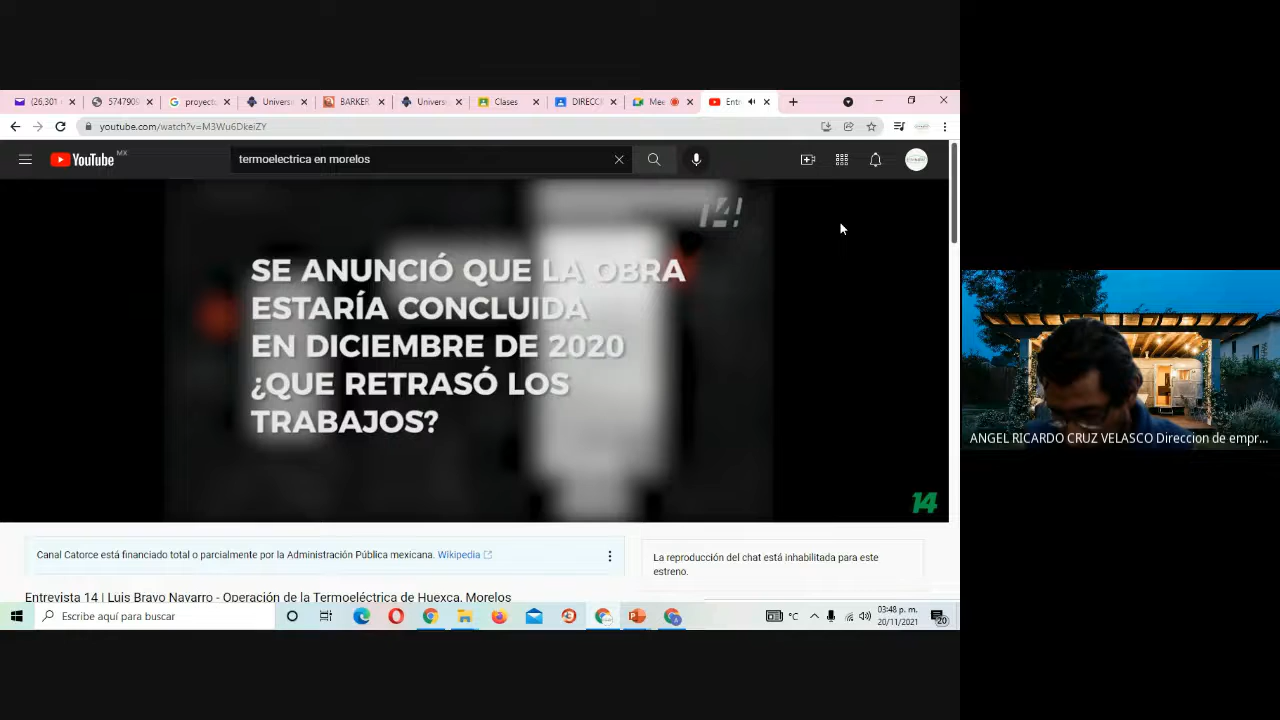 (26,301
5747909
proyect
Univers
BARKER
Univers
Clases
DIRECCI
Mee
Entr
youtube.com/watch?v=M3Wu6DkeiZY
YouTube MX
termoelectrica en morelos
14!
SE ANUNCIÓ QUE LA OBRA
ESTARÍA CONCLUIDA
EN DICIEMBRE DE 2020
¿QUE RETRASÓ LOS
TRABAJOS?
14
Canal Catorce está financiado total o parcialmente por la Administración Pública mexicana. Wikipedia
La reproducción del chat está inhabilitada para este
estreno.
Entrevista 14 | Luis Bravo Navarro - Operación de la Termoeléctrica de Huexca, Morelos
Escribe aquí para buscar
°C
03:48 p. m.
20/11/2021
20
ANGEL RICARDO CRUZ VELASCO Direccion de empr...